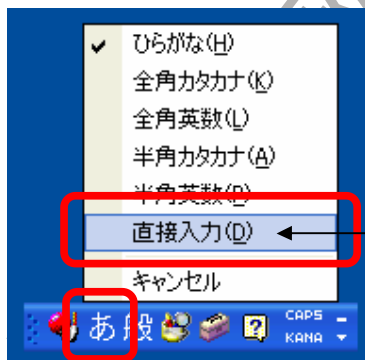 ひらがな(H)
全角カタカナ(K)
全角英数(L)
半角カタカナ(A)
半角英数(P)
直接入力(D)
キャンセル
あ 般 ? CAPS
KANA